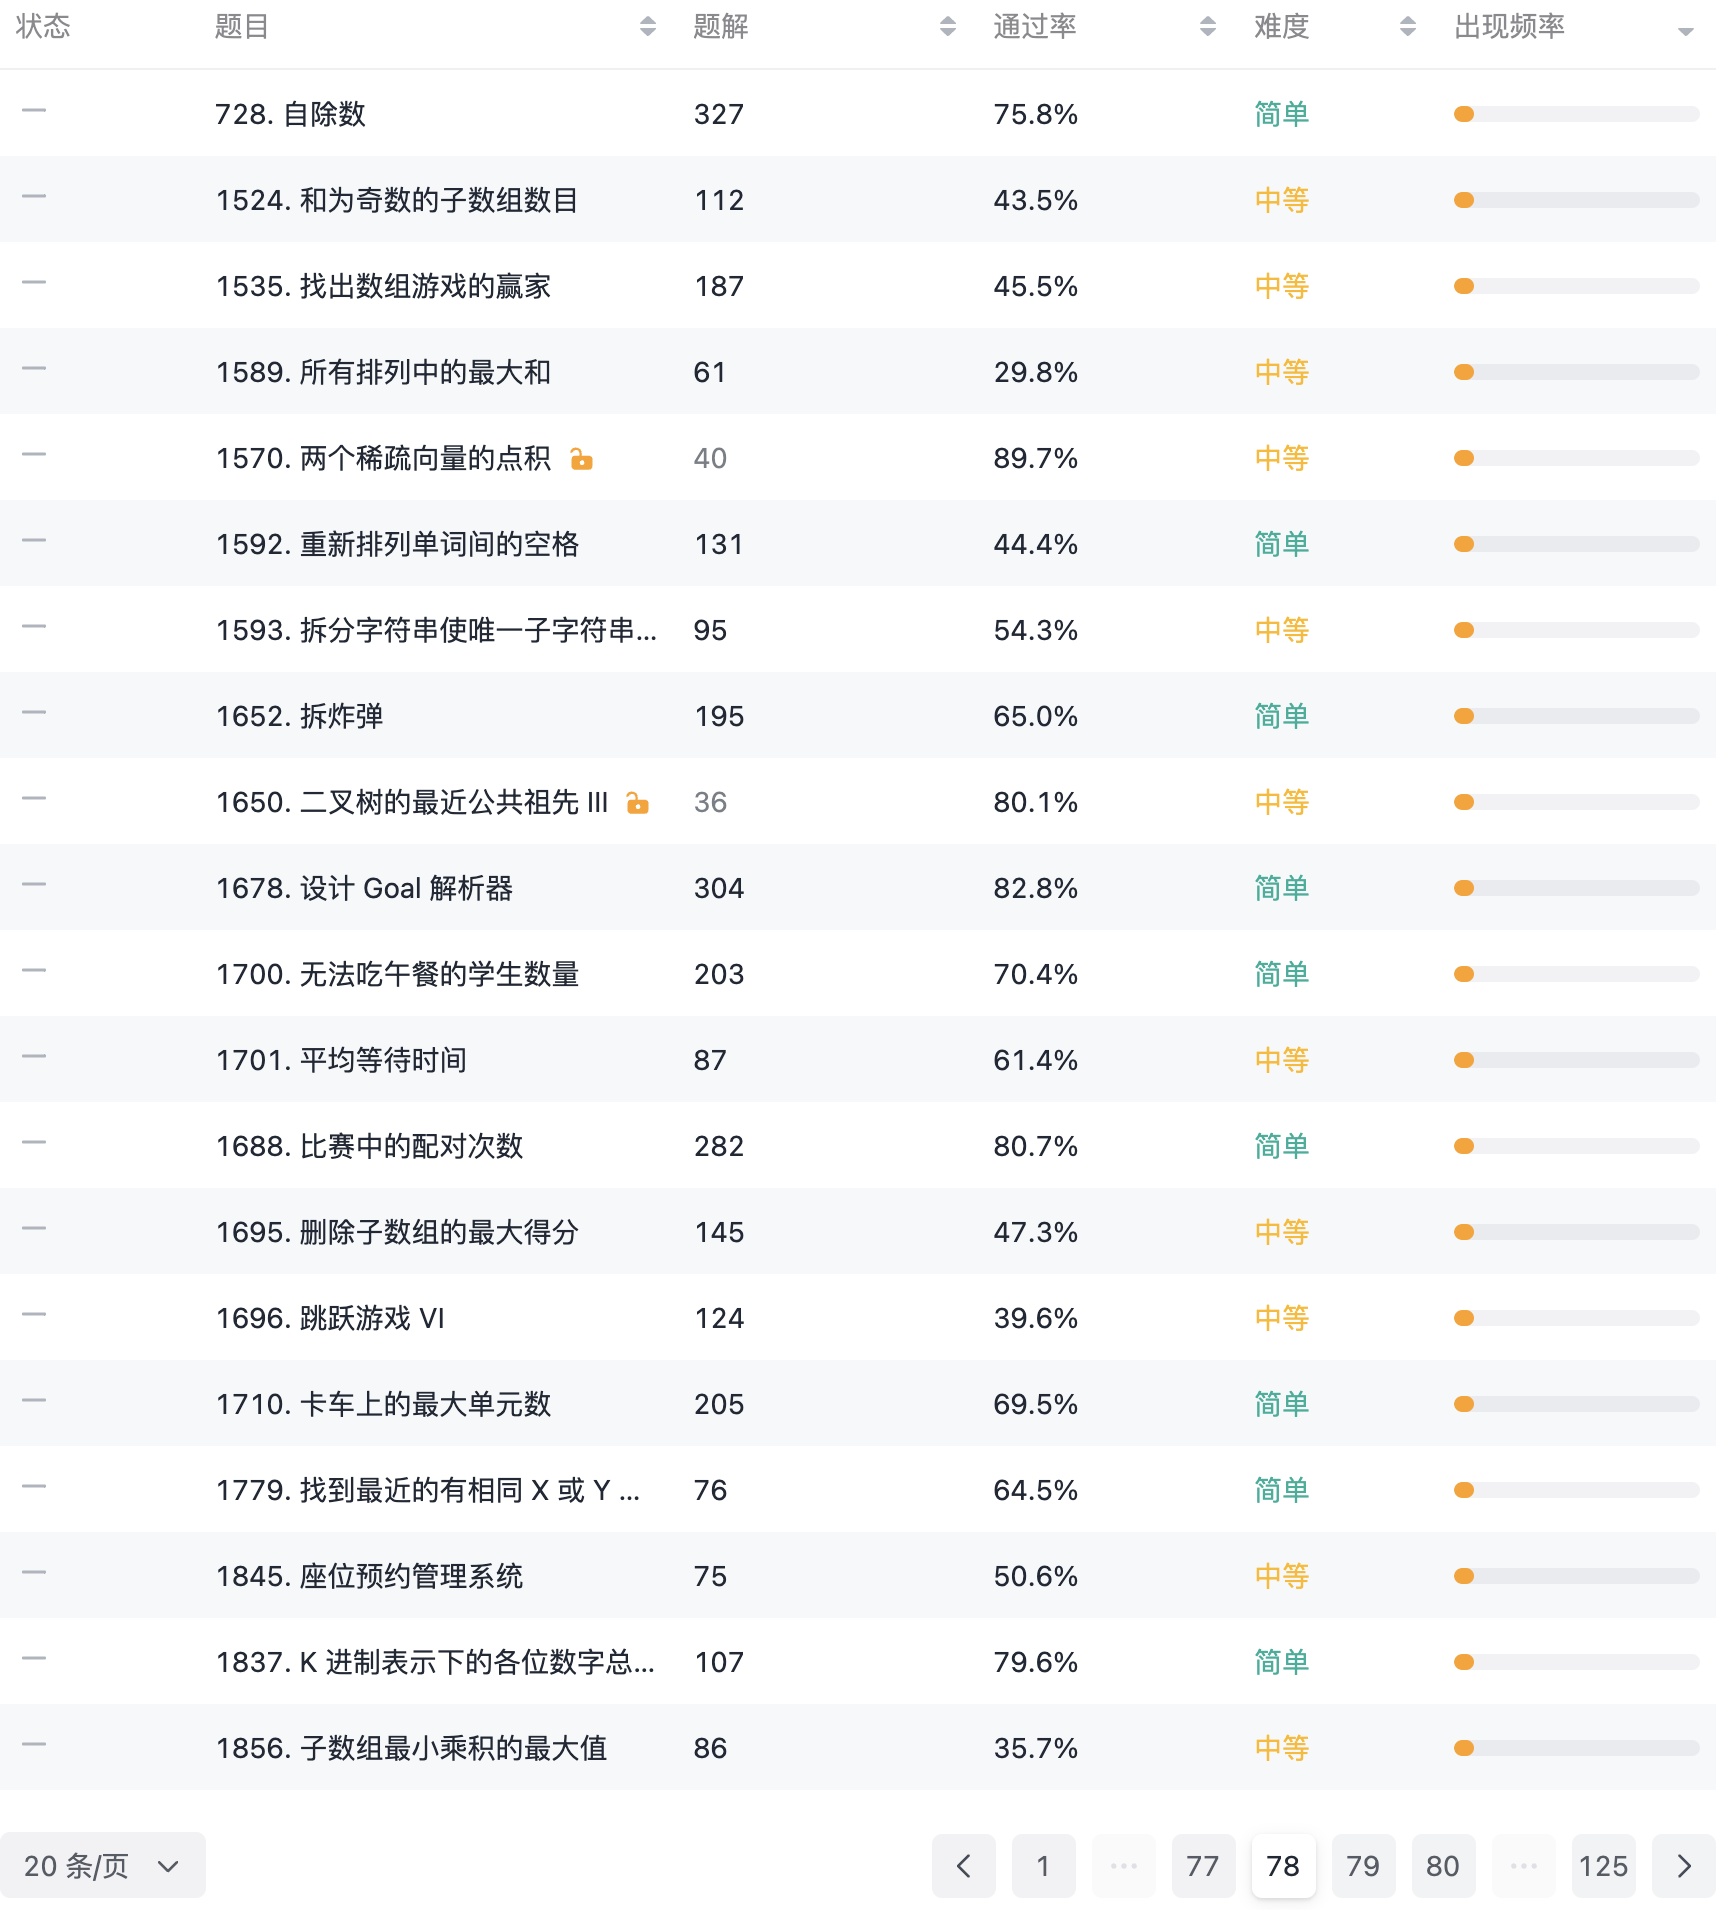 状态 题目 题解 通过率 难度 出现频率
728. 自除数 327 75.8% 简单
1524. 和为奇数的子数组数目 112 43.5% 中等
1535. 找出数组游戏的赢家 187 45.5% 中等
1589. 所有排列中的最大和 61 29.8% 中等
1570. 两个稀疏向量的点积 40 89.7% 中等
1592. 重新排列单词间的空格 131 44.4% 简单
1593. 拆分字符串使唯一子字符串... 95 54.3% 中等
1652. 拆炸弹 195 65.0% 简单
1650. 二叉树的最近公共祖先 III 36 80.1% 中等
1678. 设计 Goal 解析器 304 82.8% 简单
1700. 无法吃午餐的学生数量 203 70.4% 简单
1701. 平均等待时间 87 61.4% 中等
1688. 比赛中的配对次数 282 80.7% 简单
1695. 删除子数组的最大得分 145 47.3% 中等
1696. 跳跃游戏 VI 124 39.6% 中等
1710. 卡车上的最大单元数 205 69.5% 简单
1779. 找到最近的有相同 X 或 Y ... 76 64.5% 简单
1845. 座位预约管理系统 75 50.6% 中等
1837. K 进制表示下的各位数字总... 107 79.6% 简单
1856. 子数组最小乘积的最大值 86 35.7% 中等
20 条/页 1 ... 77 78 79 80 ... 125